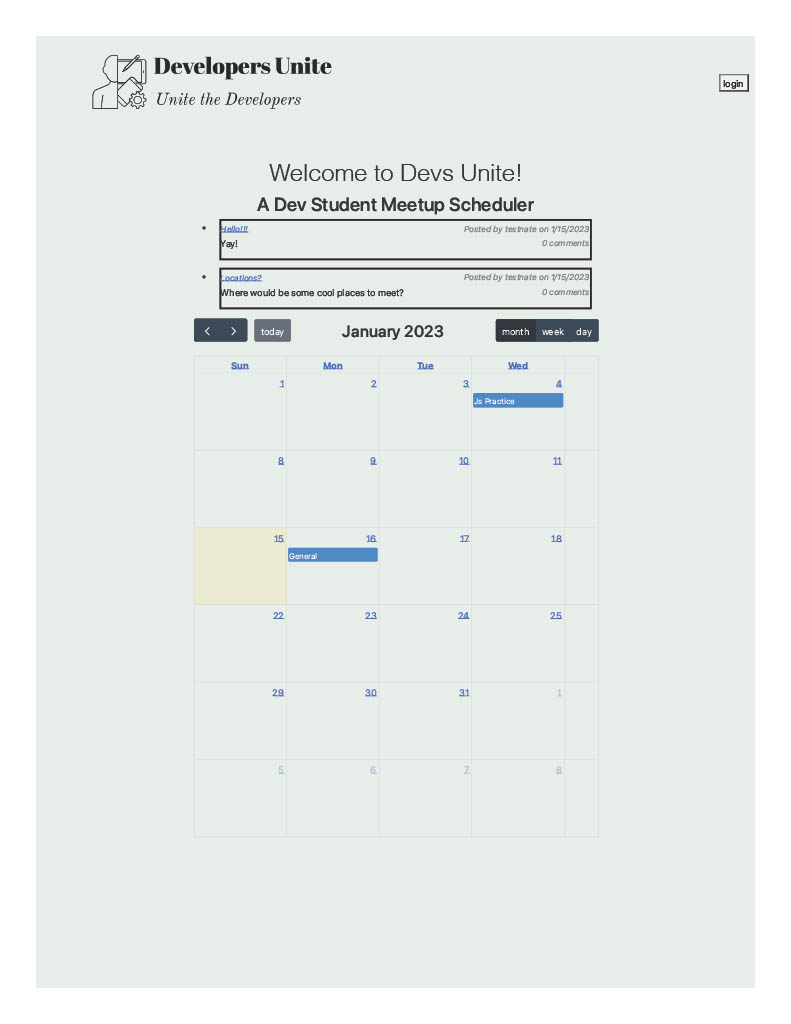 Developers Unite
Unite the Developers
login
Welcome to Devs Unite!
A Dev Student Meetup Scheduler
Hello!!! Posted by testnate on 1/15/2023
Yay! 0 comments
Locations? Posted by testnate on 1/15/2023
Where would be some cool places to meet? 0 comments
today January 2023 month week day
Sun Mon Tue Wed
1 2 3 4
Js Practice
8 9 10 11
15 16 17 18
General
22 23 24 25
29 30 31 1
5 6 7 8